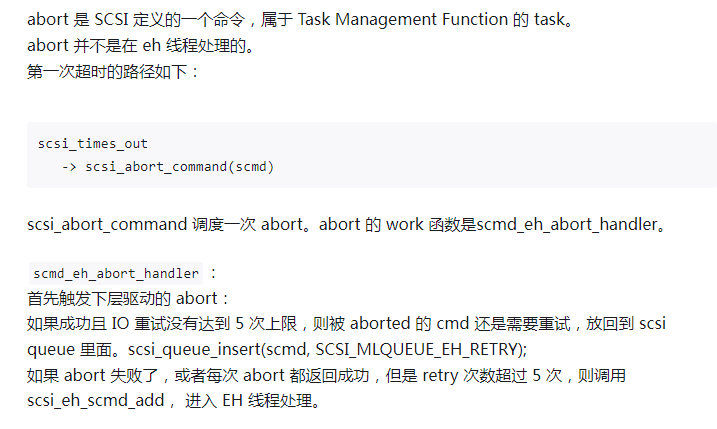 abort 是 SCSI 定义的一个命令，属于 Task Management Function 的 task。
abort 并不是在 eh 线程处理的。
第一次超时的路径如下：
scsi_times_out
-> scsi_abort_command(scmd)
scsi_abort_command 调度一次 abort。abort 的 work 函数是scmd_eh_abort_handler。
scmd_eh_abort_handler ：
首先触发下层驱动的 abort：
如果成功且 IO 重试没有达到 5 次上限，则被 aborted 的 cmd 还是需要重试，放回到 scsi
queue 里面。scsi_queue_insert(scmd, SCSI_MLQUEUE_EH_RETRY);
如果 abort 失败了，或者每次 abort 都返回成功，但是 retry 次数超过 5 次，则调用
scsi_eh_scmd_add， 进入 EH 线程处理。